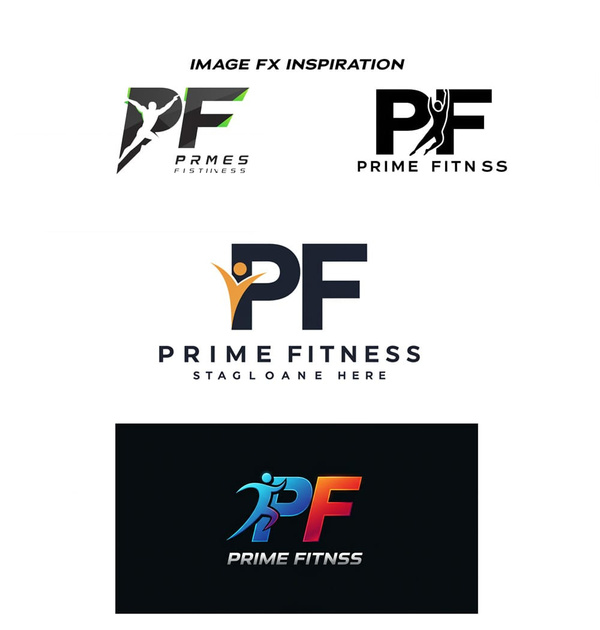 IMAGE FX INSPIRATION
PF
PRMES
FISTIINESS
PF
PRIME FITNSS
PF
PRIME FITNESS
STAGLOANE HERE
PF
PRIME FITNSS